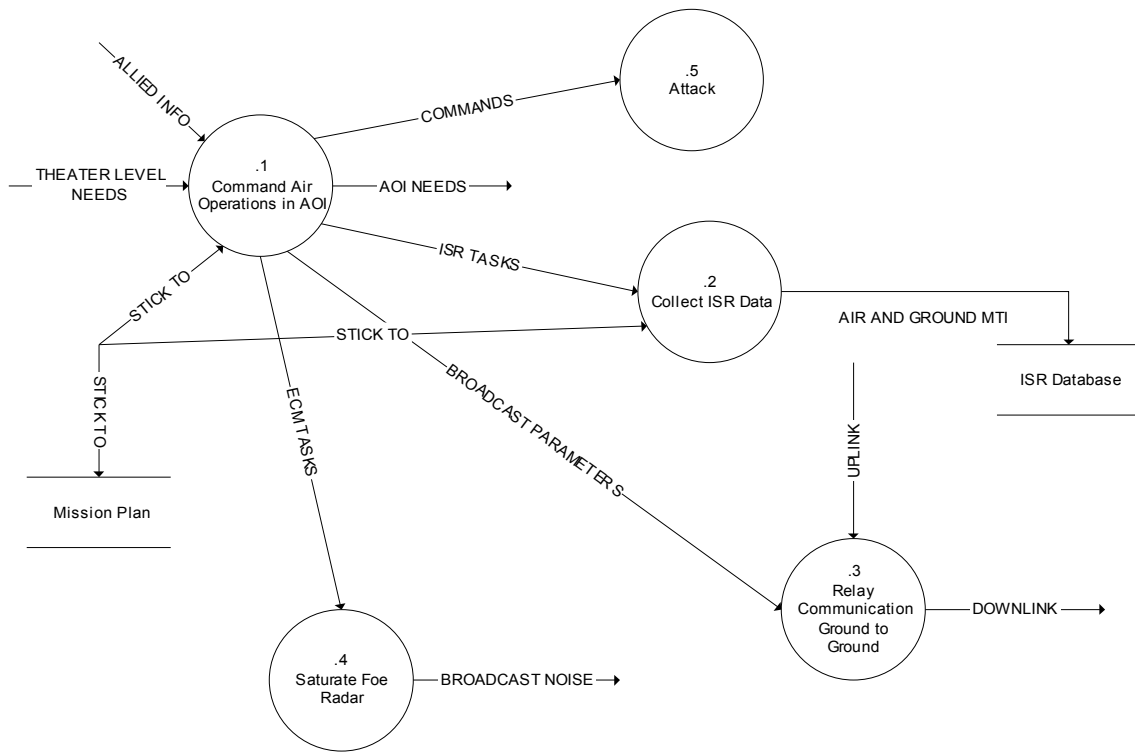 .5
Attack
ALLIED INFO
COMMANDS
.1
Command Air
Operations in AOI
THEATER LEVEL
NEEDS
AOI NEEDS
ISR TASKS
.2
Collect ISR Data
STICK TO
STICK TO
AIR AND GROUND MTI
ISR Database
STICK TO
ECM TASKS
BROADCAST PARAMETERS
UPLINK
Mission Plan
.3
Relay
Communication
Ground to
Ground
DOWNLINK
.4
Saturate Foe
Radar
BROADCAST NOISE